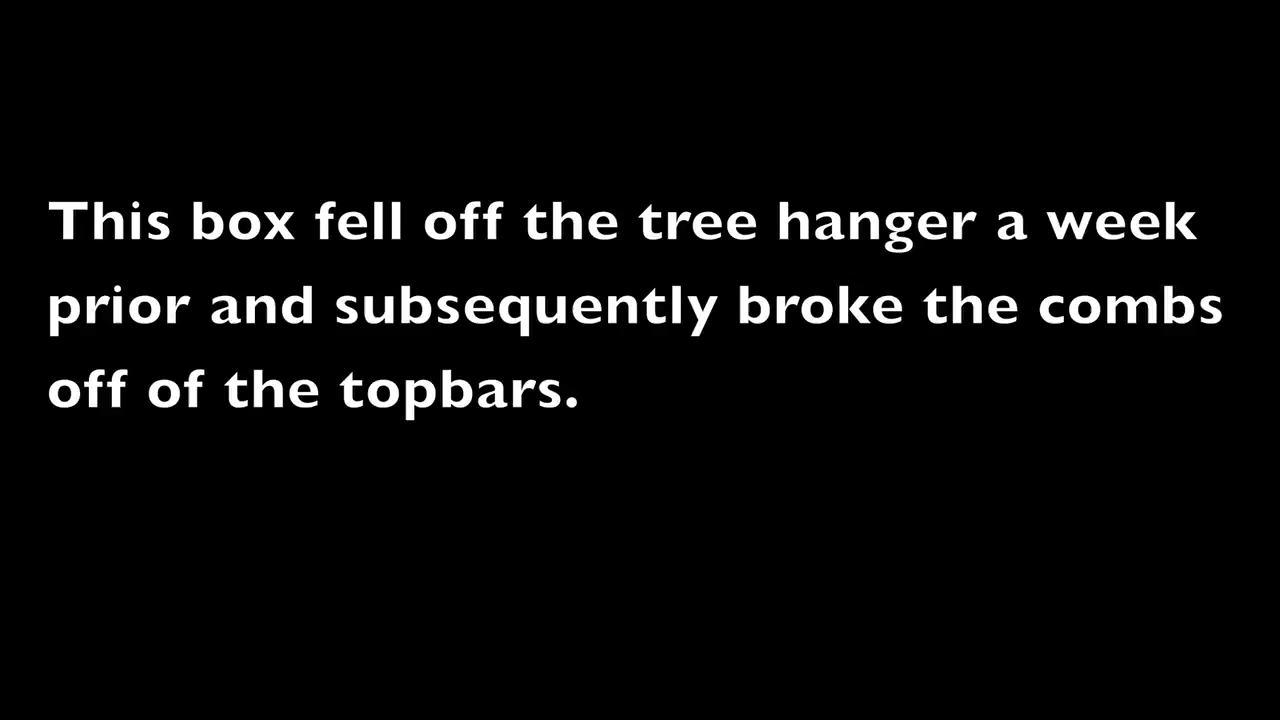 This box fell off the tree hanger a week
prior and subsequently broke the combs
off of the topbars.